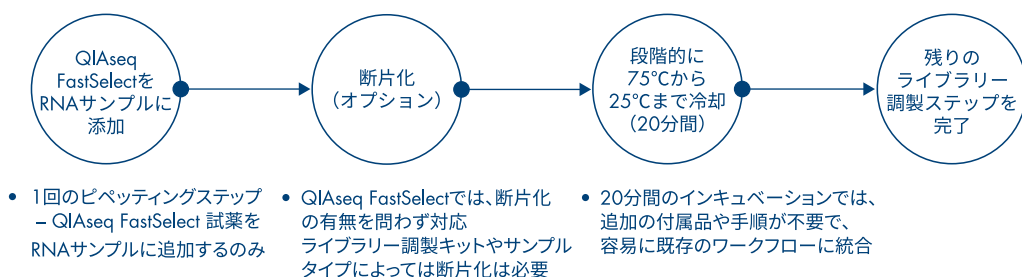 QIAseq
FastSelectを
RNAサンプルに
添加
断片化
（オプション）
段階的に
75℃から
25℃まで冷却
（20分間）
残りの
ライブラリー
調製ステップを
完了
• 1回のピペッティングステップ
– QIAseq FastSelect 試薬を
RNAサンプルに追加するのみ
• QIAseq FastSelectでは、断片化
の有無を問わず対応
ライブラリー調製キットやサンプル
タイプによっては断片化は必要
• 20分間のインキュベーションでは、
追加の付属品や手順が不要で、
容易に既存のワークフローに統合